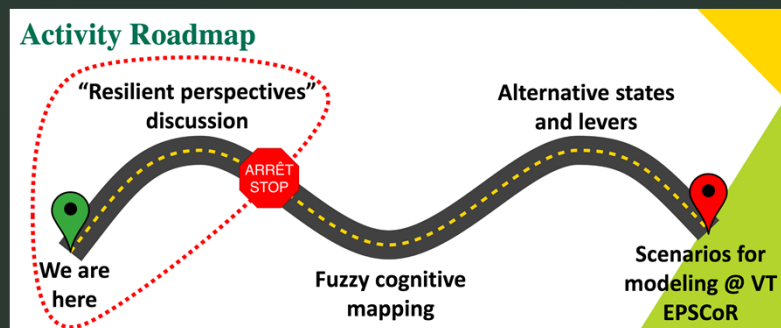 Activity Roadmap
“Resilient perspectives”
discussion
Alternative states
and levers
ARRÊT
STOP
We are
here
Fuzzy cognitive
mapping
Scenarios for
modeling @ VT
EPSCoR